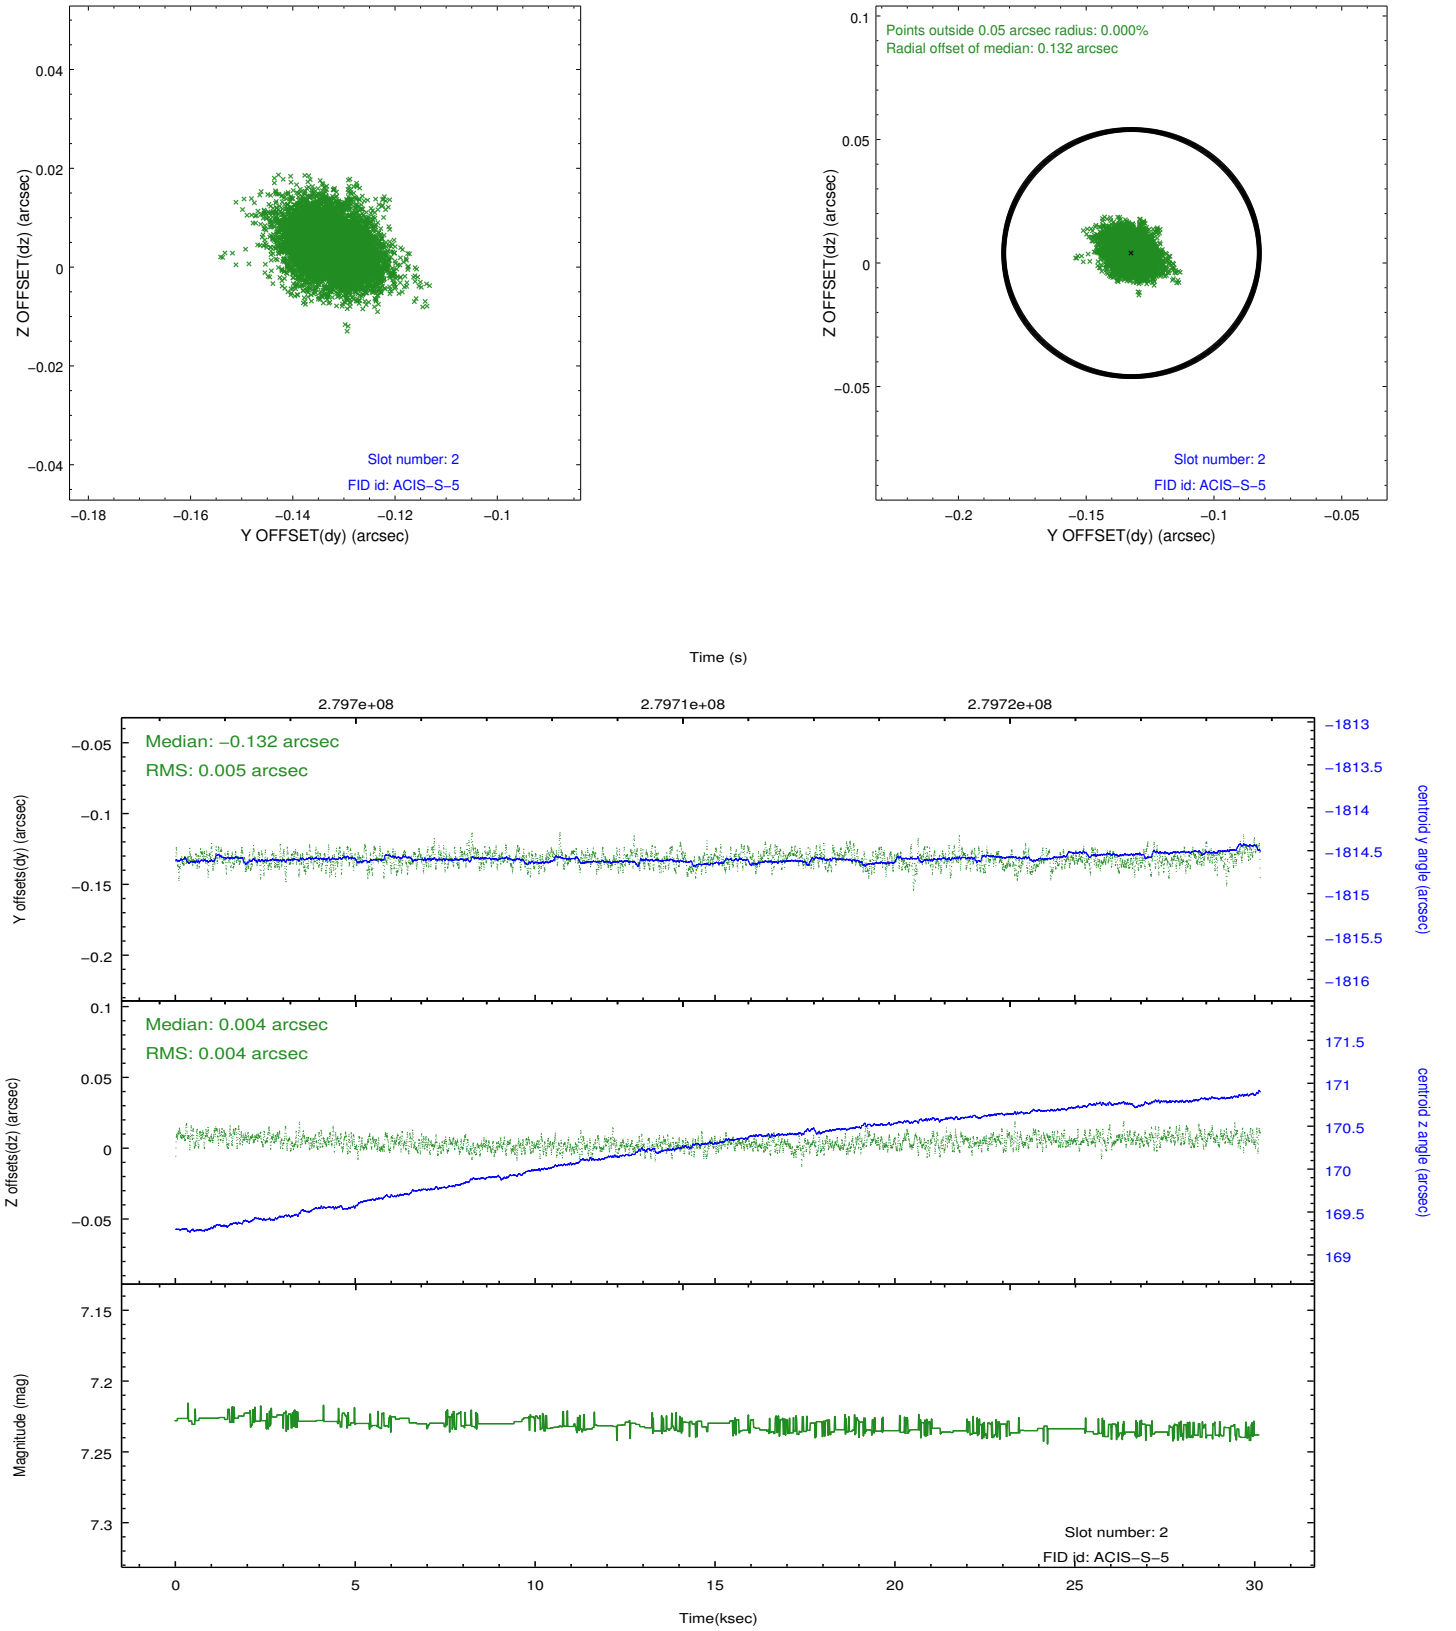 0.04
0.02
0
−0.02
−0.04
Z OFFSET(dz) (arcsec)
Slot number: 2
FID id: ACIS−S−5
−0.18
−0.16
−0.14
−0.12
−0.1
Y OFFSET(dy) (arcsec)
0.1
0.05
0
−0.05
Z OFFSET(dz) (arcsec)
Points outside 0.05 arcsec radius: 0.000%
Radial offset of median: 0.132 arcsec
Slot number: 2
FID id: ACIS−S−5
−0.2
−0.15
−0.1
−0.05
Y OFFSET(dy) (arcsec)
Time (s)
2.797e+08
2.7971e+08
2.7972e+08
Median: −0.132 arcsec
RMS: 0.005 arcsec
−0.05
−0.1
−0.15
−0.2
Y offsets(dy) (arcsec)
−1813
−1813.5
−1814
−1814.5
−1815
−1815.5
−1816
centroid y angle (arcsec)
Median: 0.004 arcsec
RMS: 0.004 arcsec
0.1
0.05
0
−0.05
Z offsets(dz) (arcsec)
171.5
171
170.5
170
169.5
169
centroid z angle (arcsec)
7.15
7.2
7.25
7.3
Magnitude (mag)
Slot number: 2
FID id: ACIS−S−5
0
5
10
15
20
25
30
Time(ksec)